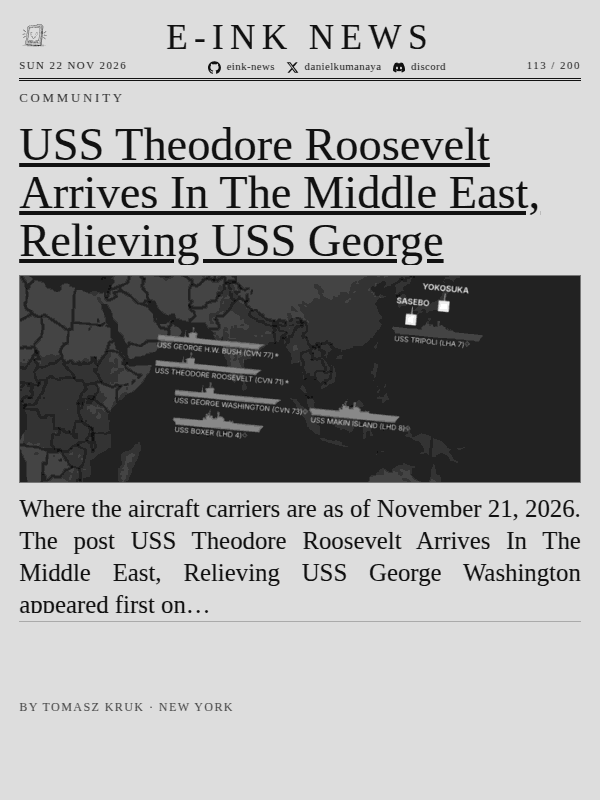 E-INK NEWS
SUN 22 NOV 2026
eink-news danielkumanaya discord
113 / 200
COMMUNITY
USS Theodore Roosevelt
Arrives In The Middle East,
Relieving USS George
YOKOSUKA
SASEBO
USS TRIPOLI (LHA 7)
USS GEORGE H.W. BUSH (CVN 77)
USS THEODORE ROOSEVELT (CVN 71)
USS GEORGE WASHINGTON (CVN 73)
USS MAKIN ISLAND (LHD 8)
USS BOXER (LHD 4)
Where the aircraft carriers are as of November 21, 2026.
The post USS Theodore Roosevelt Arrives In The
Middle East, Relieving USS George Washington
appeared first on…
BY TOMASZ KRUK · NEW YORK